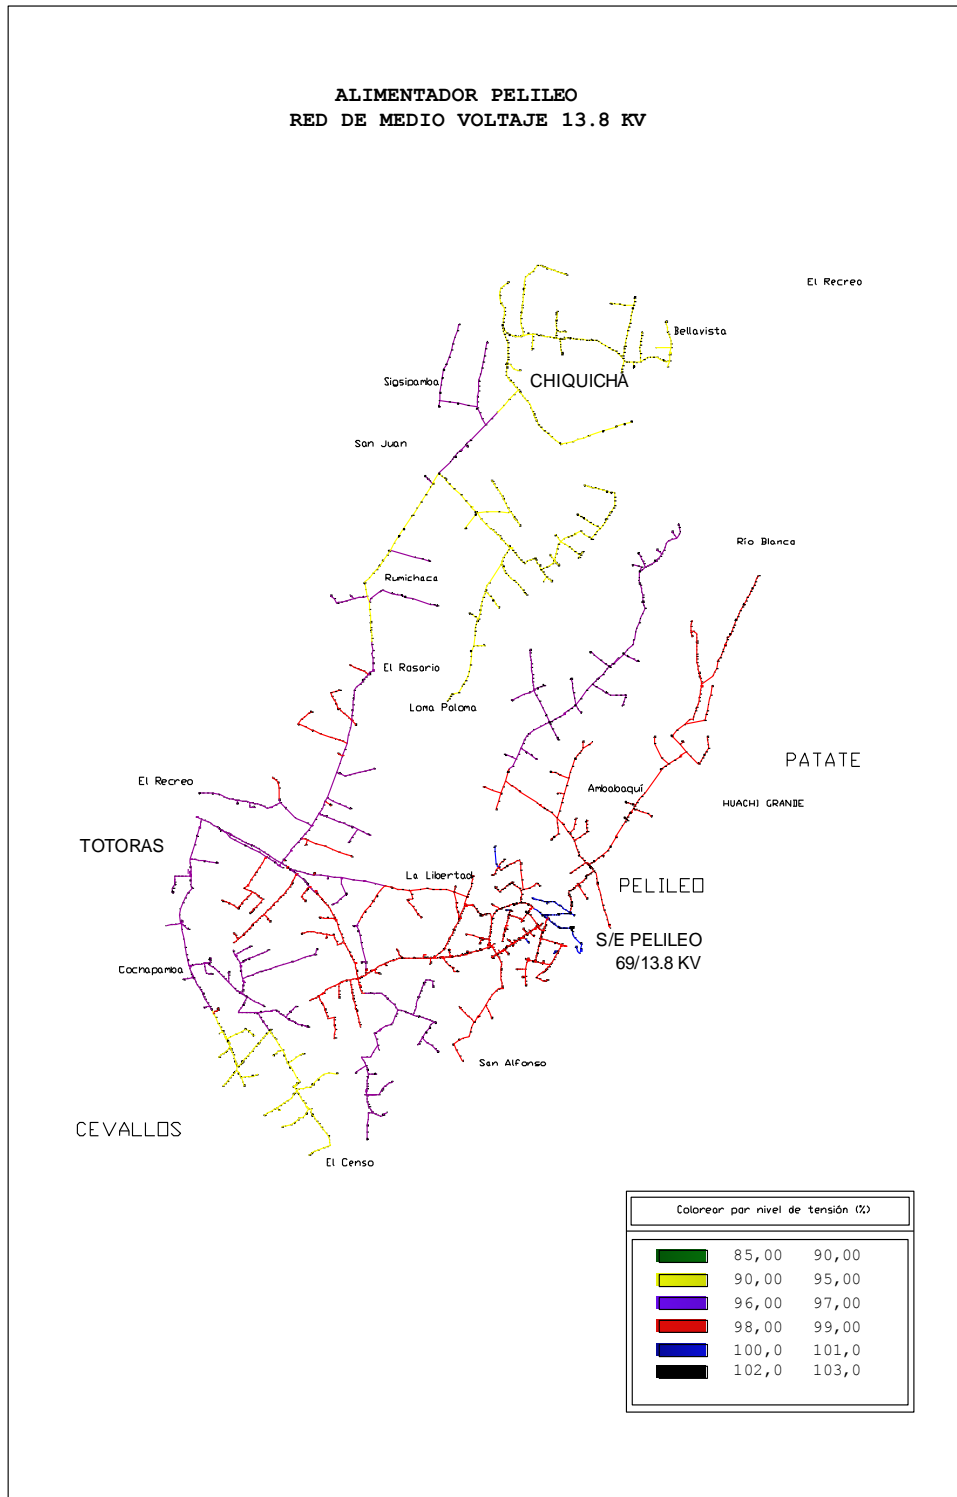 ALIMENTADOR PELILEO
RED DE MEDIO VOLTAJE 13.8 KV
El Recreo
Bellavista
CHIQUICHA
Sigsipamba
San Juan
Río Blanca
Rumichaca
El Rosario
Loma Paloma
PATATE
El Recreo
Ambabaquí
HUACHI GRANDE
TOTORAS
La Libertad
PELILEO
S/E PELILEO
69/13.8 KV
Cochapamba
San Alfonso
CEVALLOS
El Censo
Colorear por nivel de tensión (%)
85,00 90,00
90,00 95,00
96,00 97,00
98,00 99,00
100,0 101,0
102,0 103,0